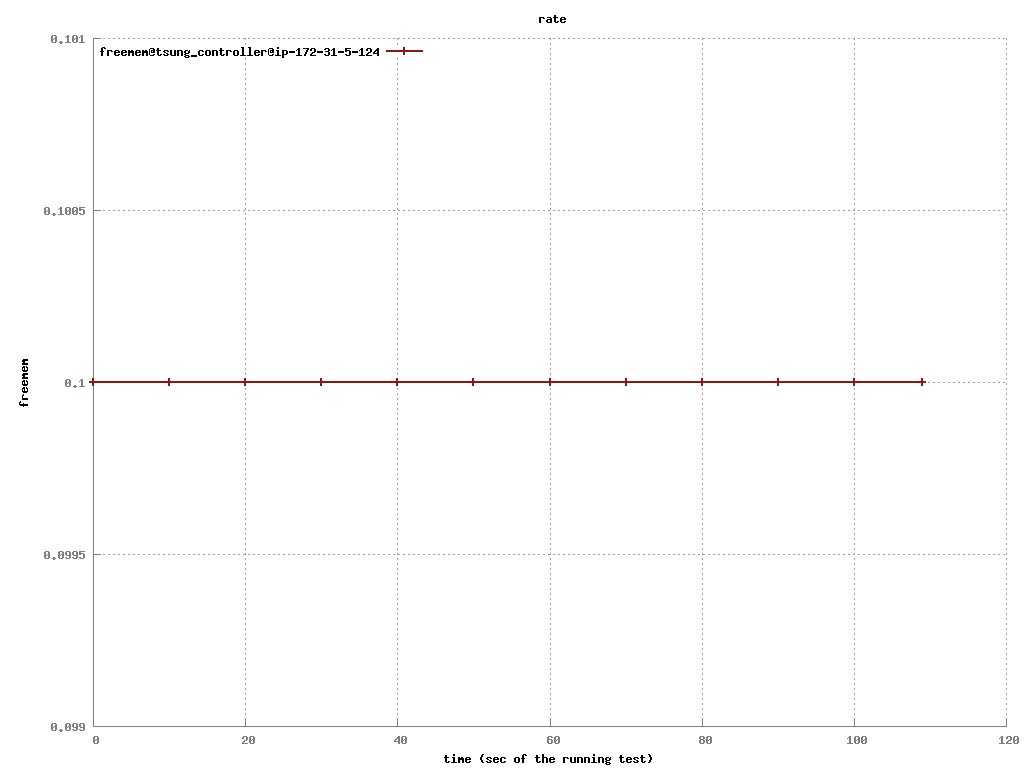 rate
0.101
freemem@tsung_controller@ip-172-31-5-124
0.1005
freemem
0.1
0.0995
0.099
0 20 40 60 80 100 120
time (sec of the running test)